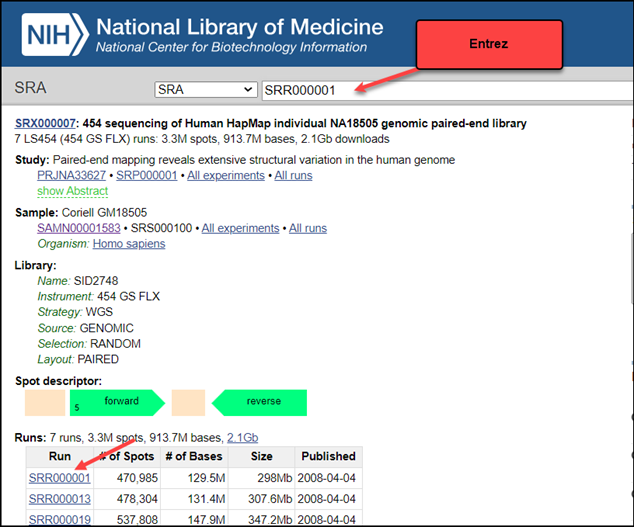 NIH
National Library of Medicine
National Center for Biotechnology Information
Entrez
SRA
SRA
SRR000001
SRX000007: 454 sequencing of Human HapMap individual NA18505 genomic paired-end library
7 LS454 (454 GS FLX) runs: 3.3M spots, 913.7M bases, 2.1Gb downloads
Study: Paired-end mapping reveals extensive structural variation in the human genome
PRJNA33627 • SRP000001 • All experiments • All runs
show Abstract
Sample: Coriell GM18505
SAMN00001583 • SRS000100 • All experiments • All runs
Organism: Homo sapiens
Library:
Name: SID2748
Instrument: 454 GS FLX
Strategy: WGS
Source: GENOMIC
Selection: RANDOM
Layout: PAIRED
Spot descriptor:
5 forward reverse
Runs: 7 runs, 3.3M spots, 913.7M bases, 2.1Gb
Run # of Spots # of Bases Size Published
SRR000001 470,985 129.5M 298Mb 2008-04-04
SRR000013 478,304 131.4M 307.6Mb 2008-04-04
SRR000019 537,808 147.9M 347.2Mb 2008-04-04